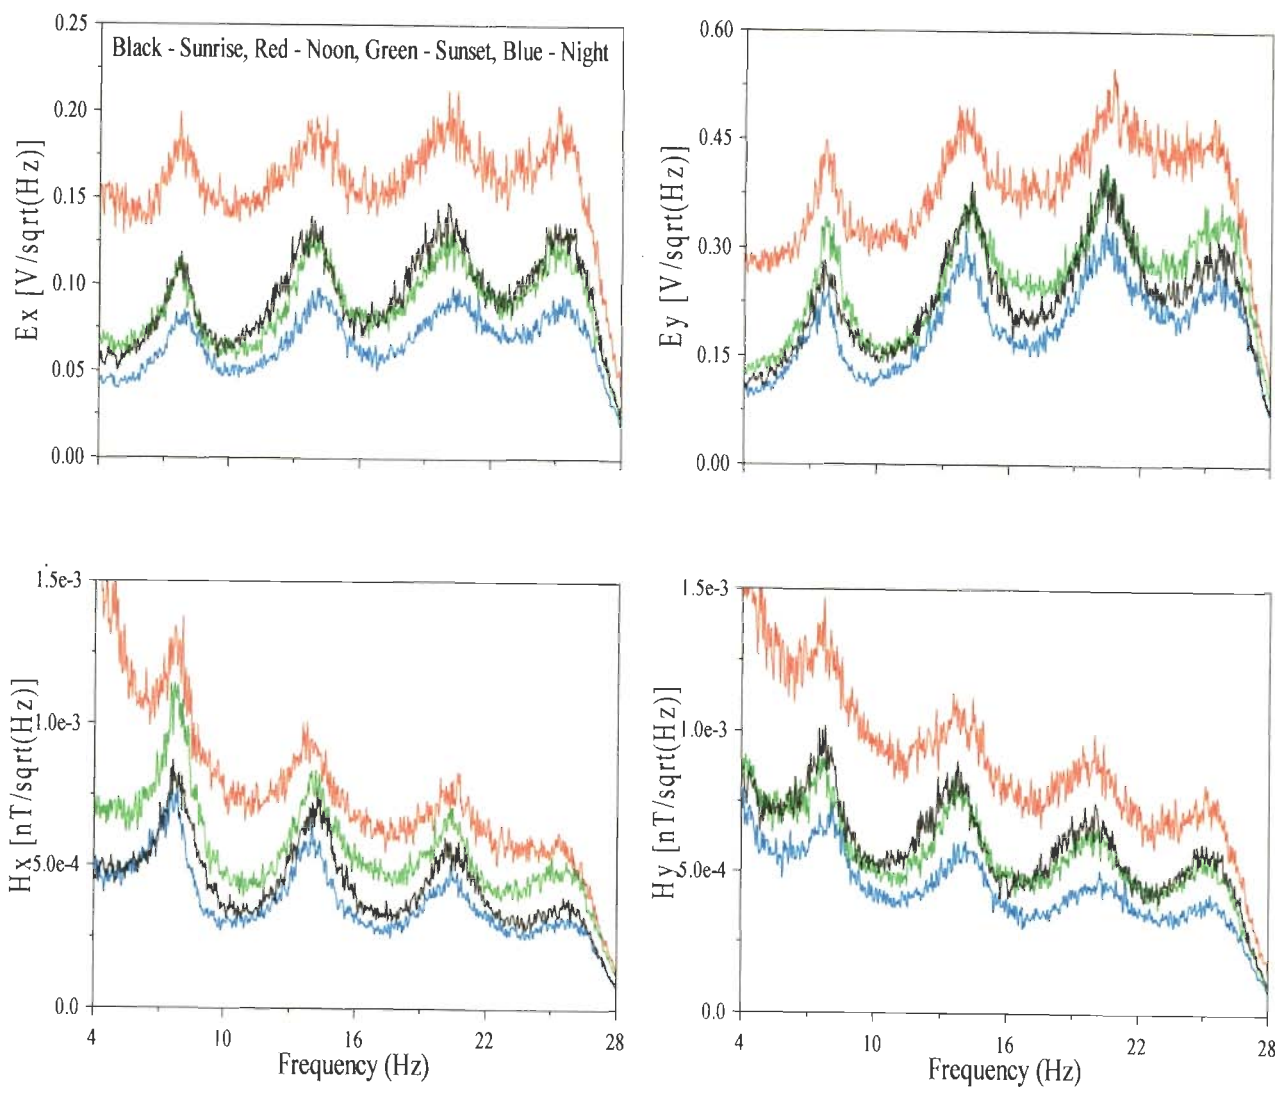 0.25
0.20
0.15
0.10
0.05
0.00
Ex [V/sqrt(Hz)]
Black - Sunrise, Red - Noon, Green - Sunset, Blue - Night
0.60
0.45
0.30
0.15
0.00
Ey [V/sqrt(Hz)]
1.5e-3
1.0e-3
5.0e-4
0.0
Hx [nT/sqrt(Hz)]
4 10 16 22 28
Frequency (Hz)
1.5e-3
1.0e-3
5.0e-4
0.0
Hy [nT/sqrt(Hz)]
4 10 16 22 28
Frequency (Hz)